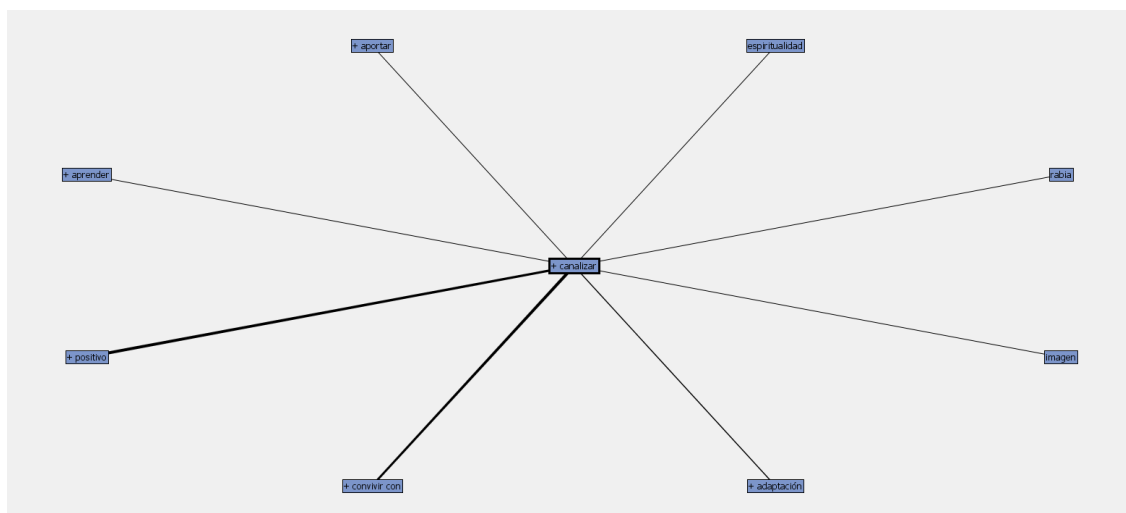 + aportar
espiritualidad
+ aprender
rabia
+ canalizar
+ positivo
imagen
+ convivir con
+ adaptación